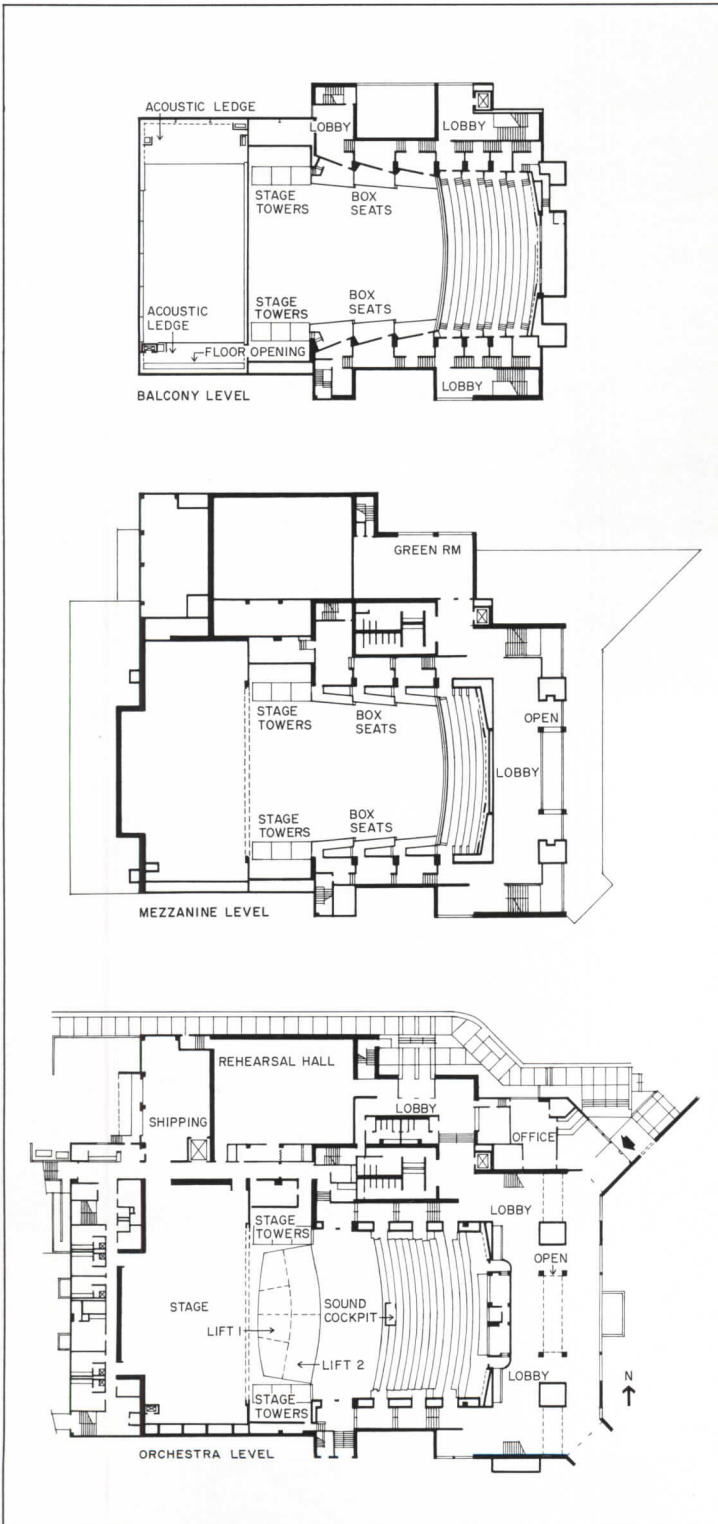 ACOUSTIC LEDGE
LOBBY
LOBBY
STAGE
TOWERS
BOX
SEATS
STAGE
TOWERS
BOX
SEATS
ACOUSTIC
LEDGE
FLOOR OPENING
LOBBY
BALCONY LEVEL
GREEN RM
STAGE
TOWERS
BOX
SEATS
OPEN
LOBBY
STAGE
TOWERS
BOX
SEATS
MEZZANINE LEVEL
REHEARSAL HALL
SHIPPING
LOBBY
OFFICE
LOBBY
STAGE
TOWERS
OPEN
STAGE
SOUND
COCKPIT
LIFT 1
LIFT 2
LOBBY
N
STAGE
TOWERS
ORCHESTRA LEVEL